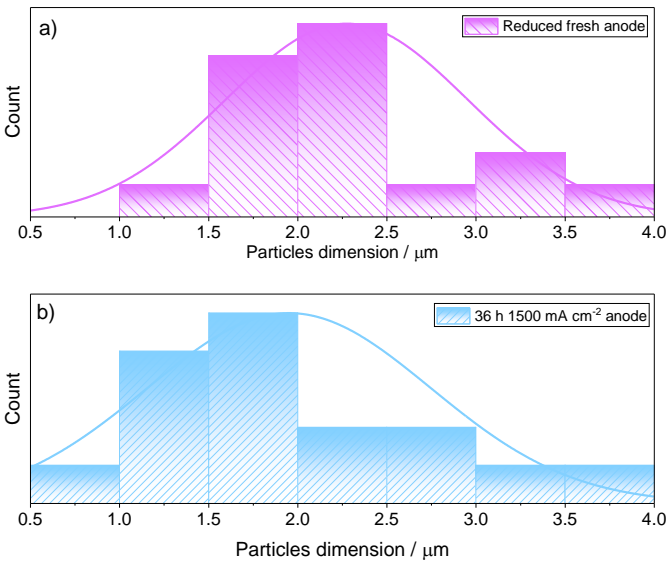 a)
Reduced fresh anode
Count
0.5 1.0 1.5 2.0 2.5 3.0 3.5 4.0
Particles dimension / μm
b)
36 h 1500 mA cm⁻² anode
Count
0.5 1.0 1.5 2.0 2.5 3.0 3.5 4.0
Particles dimension / μm